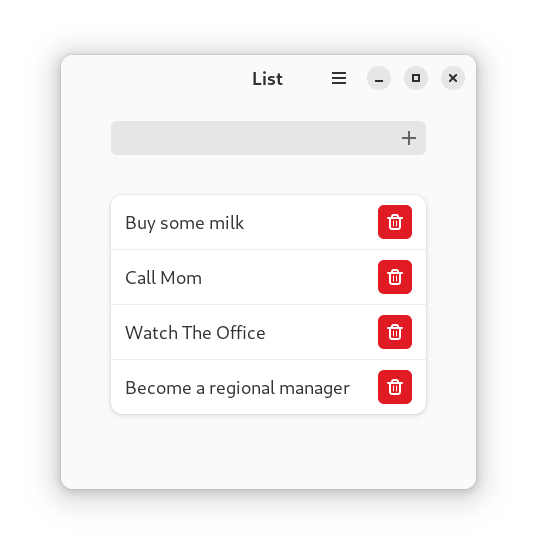 List
Buy some milk
Call Mom
Watch The Office
Become a regional manager